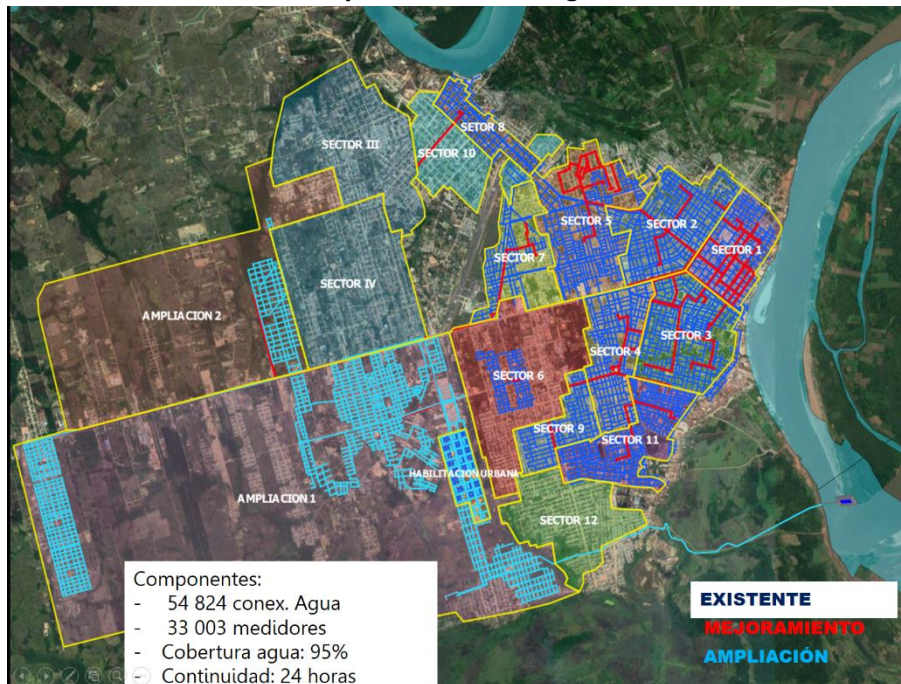 SECTOR III
SETOR 8
SECTOR 10
SECTOR 5
SECTOR 2
SECTOR 1
SECTOR 7
SECTOR IV
AMPLIACION 2
SECTOR 3
SECTOR 4
SECTOR 6
SECTOR 9
SECTOR 11
HABILITACION URBANA
AMPLIACION 1
SECTOR 12
Componentes:
- 54 824 conex. Agua
- 33 003 medidores
- Cobertura agua: 95%
- Continuidad: 24 horas
EXISTENTE
MEJORAMIENTO
AMPLIACIÓN